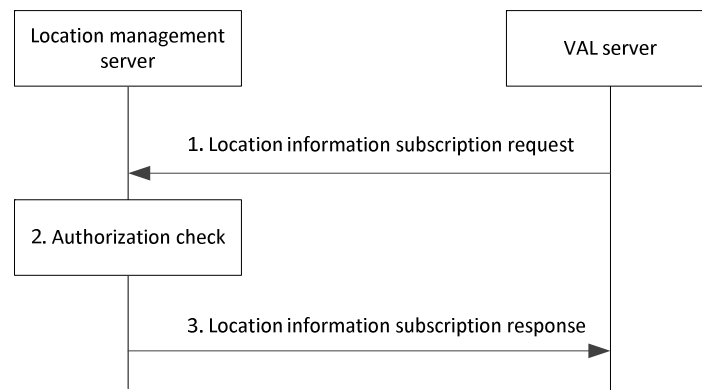 Location management
server
VAL server
1. Location information subscription request
2. Authorization check
3. Location information subscription response